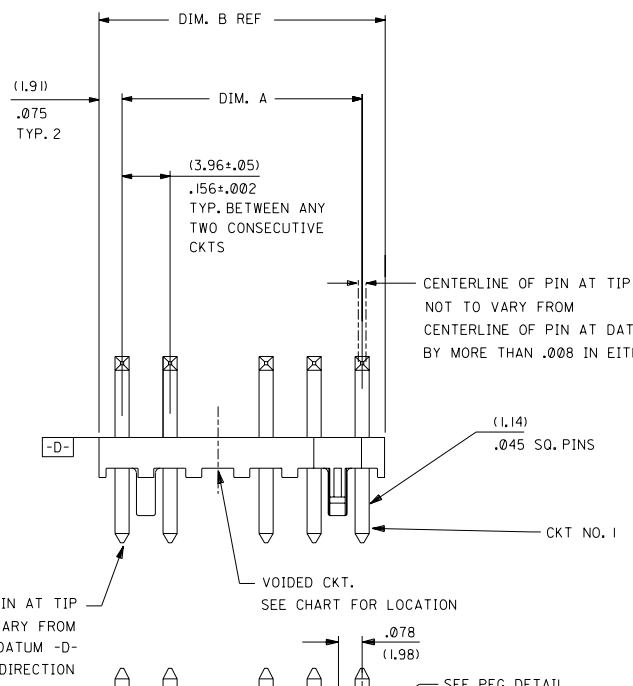 DIM. B REF
(1.91)
.075
TYP. 2
DIM. A
(3.96±.05)
.156±.002
TYP. BETWEEN ANY
TWO CONSECUTIVE
CKTS
CENTERLINE OF PIN AT TIP
NOT TO VARY FROM
CENTERLINE OF PIN AT DAT
BY MORE THAN .008 IN EIT
(1.14)
.045 SQ. PINS
-D-
CKT NO. 1
VOIDED CKT.
SEE CHART FOR LOCATION
IN AT TIP
ARY FROM
DATUM -D-
DIRECTION
.078
(1.98)
SEE PEG DETAIL